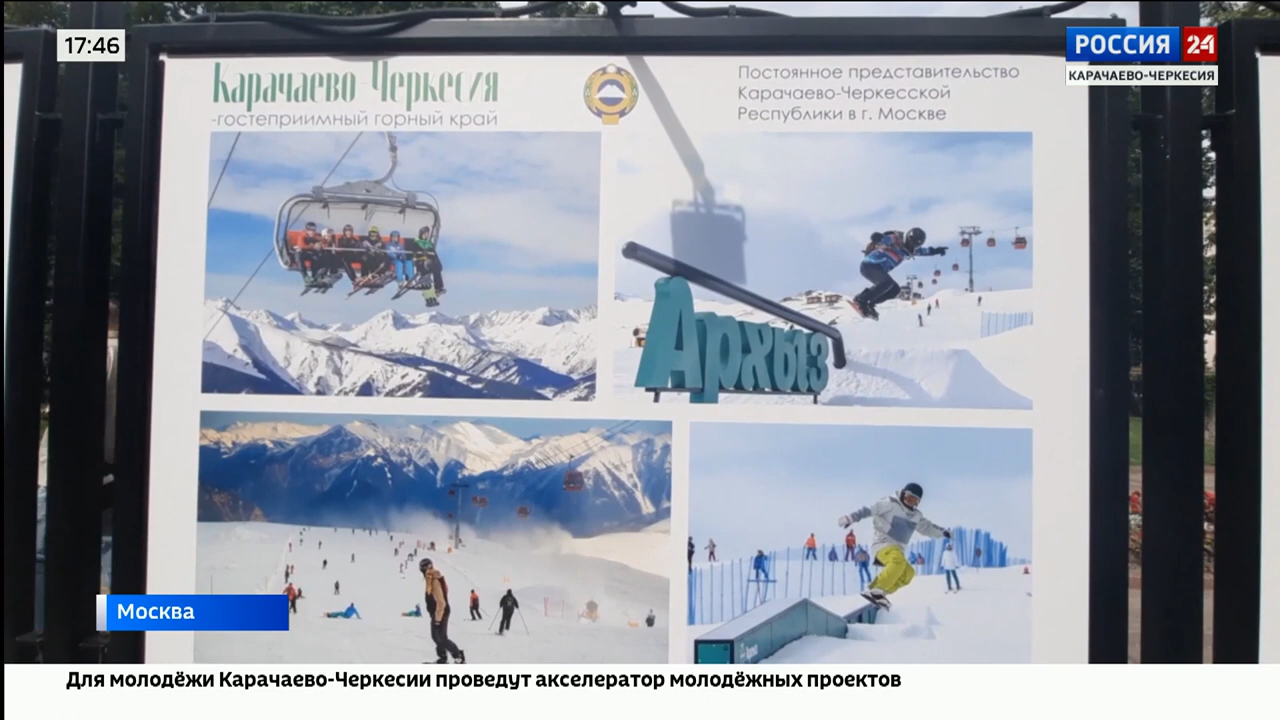 17:46
РОССИЯ 24
КАРАЧАЕВО-ЧЕРКЕСИЯ
Карачаево-Черкесия
-гостеприимный горный край
Постоянное представительство
Карачаево-Черкесской
Республики в г. Москве
Архыз
Москва
Для молодёжи Карачаево-Черкесии проведут акселератор молодёжных проектов